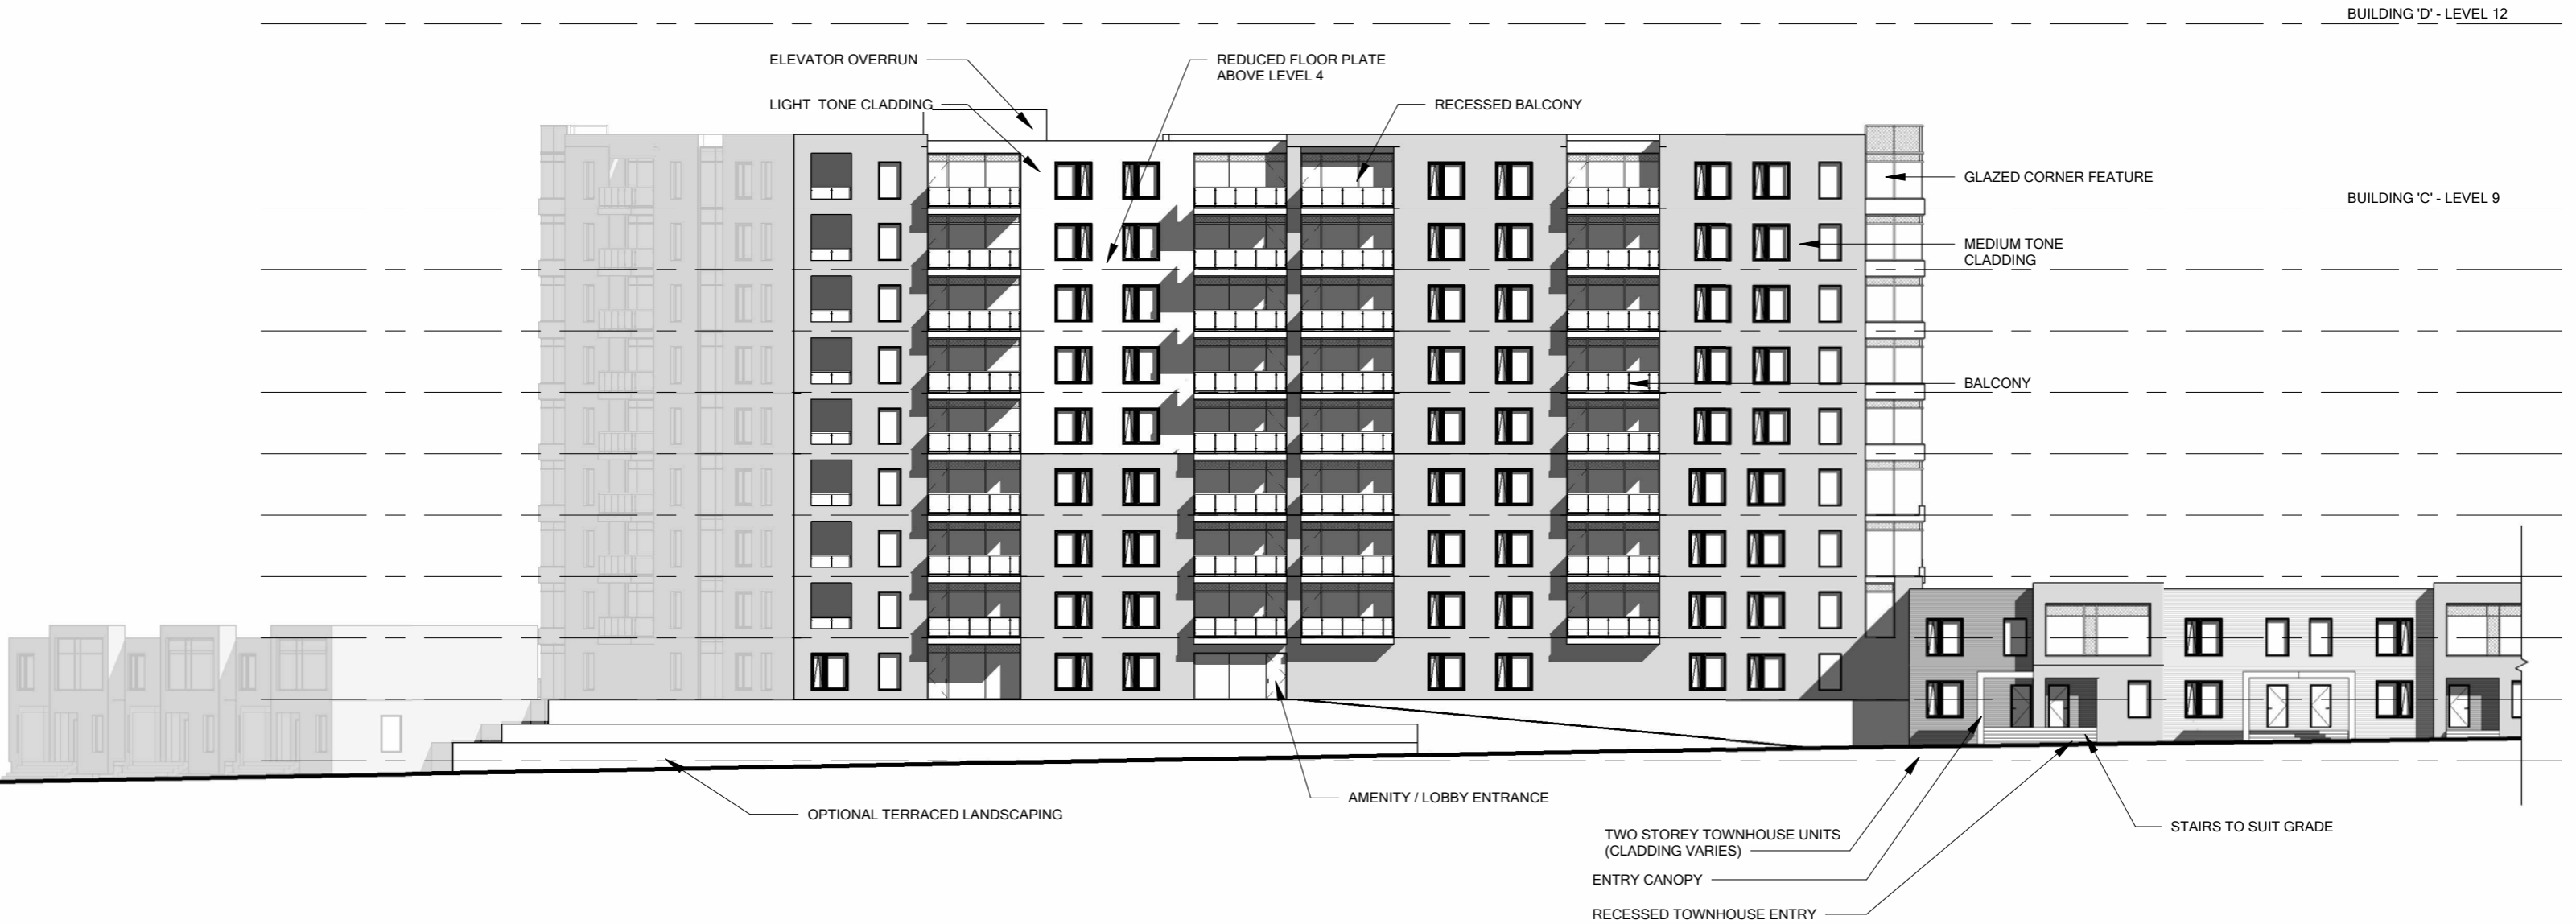 BUILDING 'D' - LEVEL 12
ELEVATOR OVERRUN
REDUCED FLOOR PLATE
ABOVE LEVEL 4
LIGHT TONE CLADDING
RECESSED BALCONY
GLAZED CORNER FEATURE
BUILDING 'C' - LEVEL 9
MEDIUM TONE
CLADDING
BALCONY
AMENITY / LOBBY ENTRANCE
OPTIONAL TERRACED LANDSCAPING
STAIRS TO SUIT GRADE
TWO STOREY TOWNHOUSE UNITS
(CLADDING VARIES)
ENTRY CANOPY
RECESSED TOWNHOUSE ENTRY